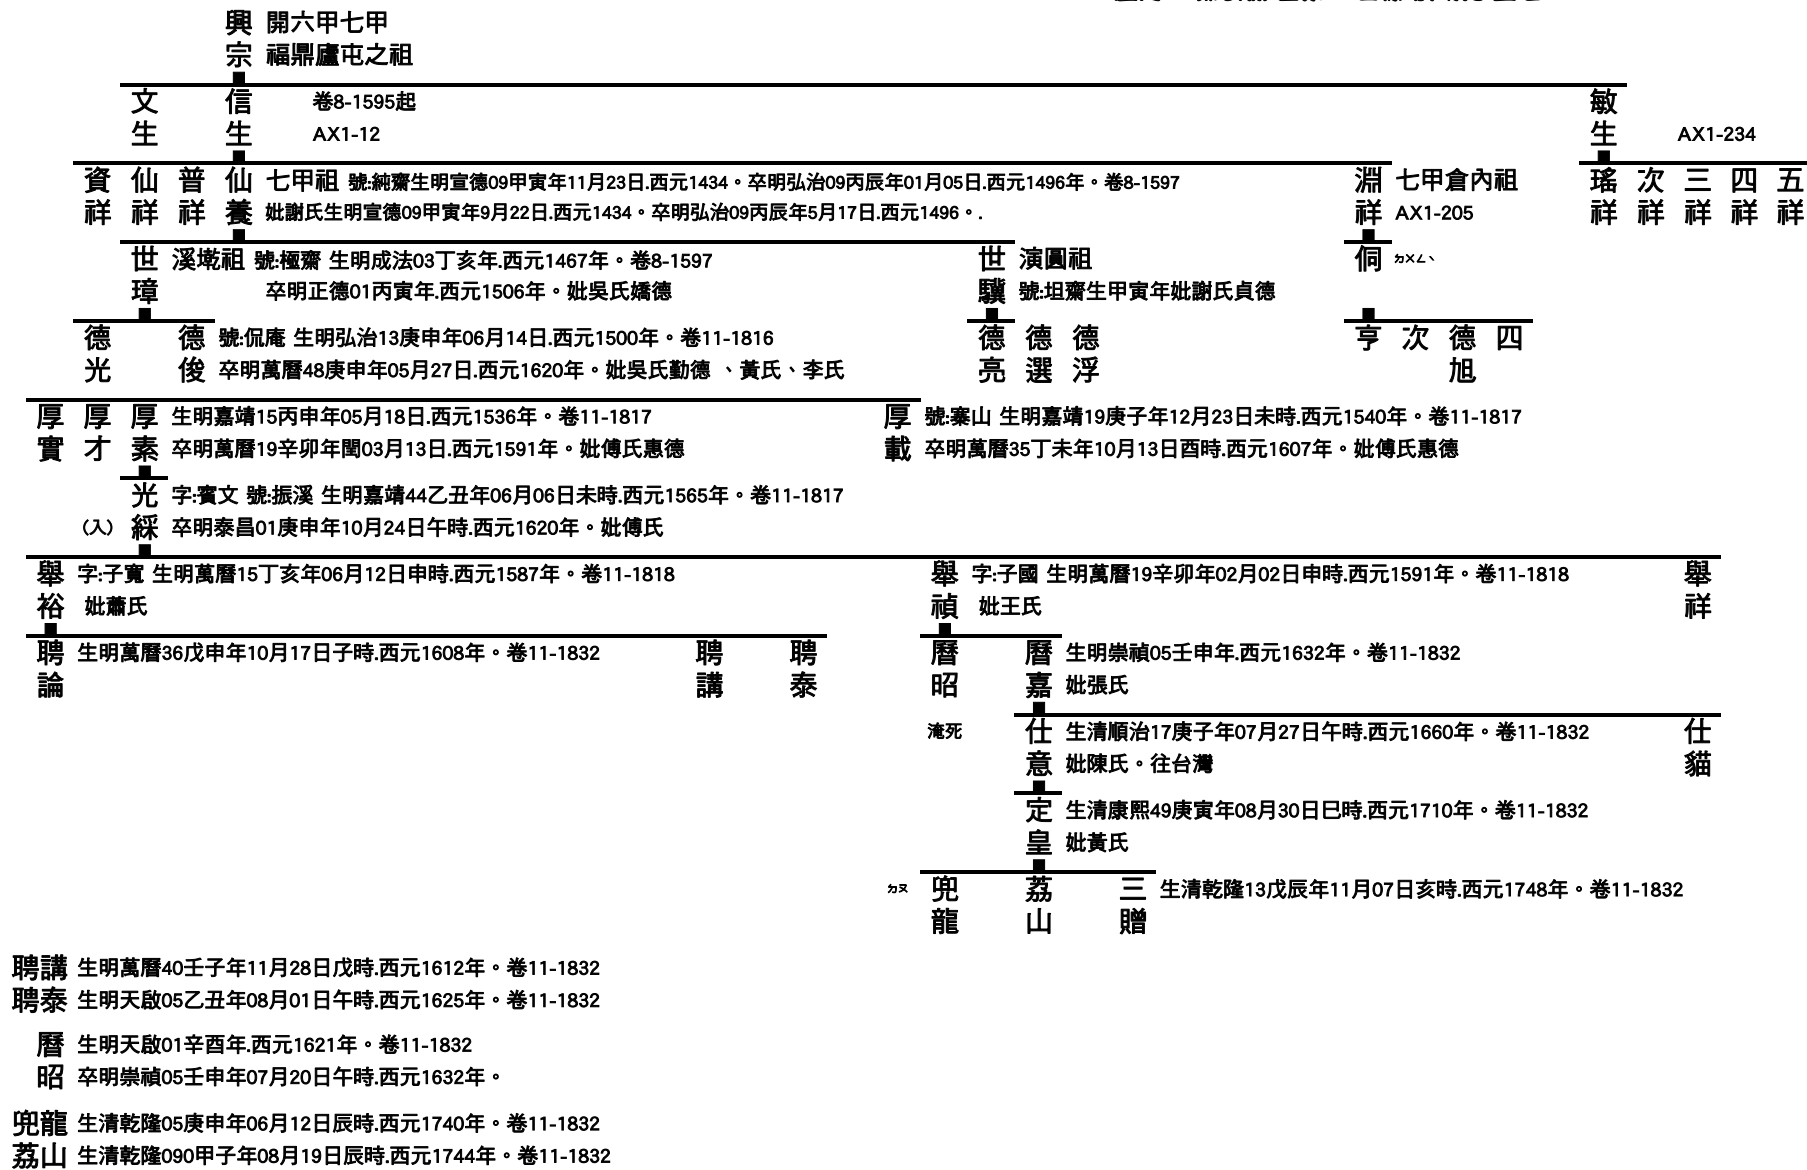 興宗 開六甲七甲
福鼎廬屯之祖
文生 信生 卷8-1595起 敏生
AX1-12 AX1-234
資祥 仙祥 普祥 仙養 七甲祖 號:純齋生明宣德09甲寅年11月23日.西元1434。卒明弘治09丙辰年01月05日.西元1496年。卷8-1597 淵祥 七甲倉內祖 瑤祥 次祥 三祥 四祥 五祥
妣謝氏生明宣德09甲寅年9月22日.西元1434。卒明弘治09丙辰年5月17日.西元1496。. AX1-205
世璋 溪墘祖 號:極齋 生明成法03丁亥年.西元1467年。卷8-1597 世驥 演圓祖 侗 ㄉㄨㄥˋ
卒明正德01丙寅年.西元1506年。妣吳氏嬌德 號:坦齋生甲寅年妣謝氏貞德
德光 德俊 號:侃庵 生明弘治13庚申年06月14日.西元1500年。卷11-1816 德亮 德選 德浮 亨 次 德旭 四
卒明萬曆48庚申年05月27日.西元1620年。妣吳氏勤德 、黃氏、李氏
厚實 厚才 厚素 生明嘉靖15丙申年05月18日.西元1536年。卷11-1817 厚載 號:寨山 生明嘉靖19庚子年12月23日未時.西元1540年。卷11-1817
卒明萬曆19辛卯年閏03月13日.西元1591年。妣傅氏惠德 卒明萬曆35丁未年10月13日酉時.西元1607年。妣傅氏惠德
光綵 字:賓文 號:振溪 生明嘉靖44乙丑年06月06日未時.西元1565年。卷11-1817
(入) 卒明泰昌01庚申年10月24日午時.西元1620年。妣傅氏
舉裕 字:子寬 生明萬曆15丁亥年06月12日申時.西元1587年。卷11-1818 舉禎 字:子國 生明萬曆19辛卯年02月02日申時.西元1591年。卷11-1818 舉祥
妣蕭氏 妣王氏
聘論 生明萬曆36戊申年10月17日子時.西元1608年。卷11-1832 聘講 聘泰 曆昭 曆嘉 生明崇禎05壬申年.西元1632年。卷11-1832
妣張氏
淹死 仕意 生清順治17庚子年07月27日午時.西元1660年。卷11-1832 仕貓
妣陳氏。往台灣
定皇 生清康熙49庚寅年08月30日巳時.西元1710年。卷11-1832
妣黃氏
ㄉㄡ 兜龍 荔山 三贈 生清乾隆13戊辰年11月07日亥時.西元1748年。卷11-1832
聘講 生明萬曆40壬子年11月28日戊時.西元1612年。卷11-1832
聘泰 生明天啟05乙丑年08月01日午時.西元1625年。卷11-1832
曆昭 生明天啟01辛酉年.西元1621年。卷11-1832
卒明崇禎05壬申年07月20日午時.西元1632年。
兜龍 生清乾隆05庚申年06月12日辰時.西元1740年。卷11-1832
荔山 生清乾隆090甲子年08月19日辰時.西元1744年。卷11-1832